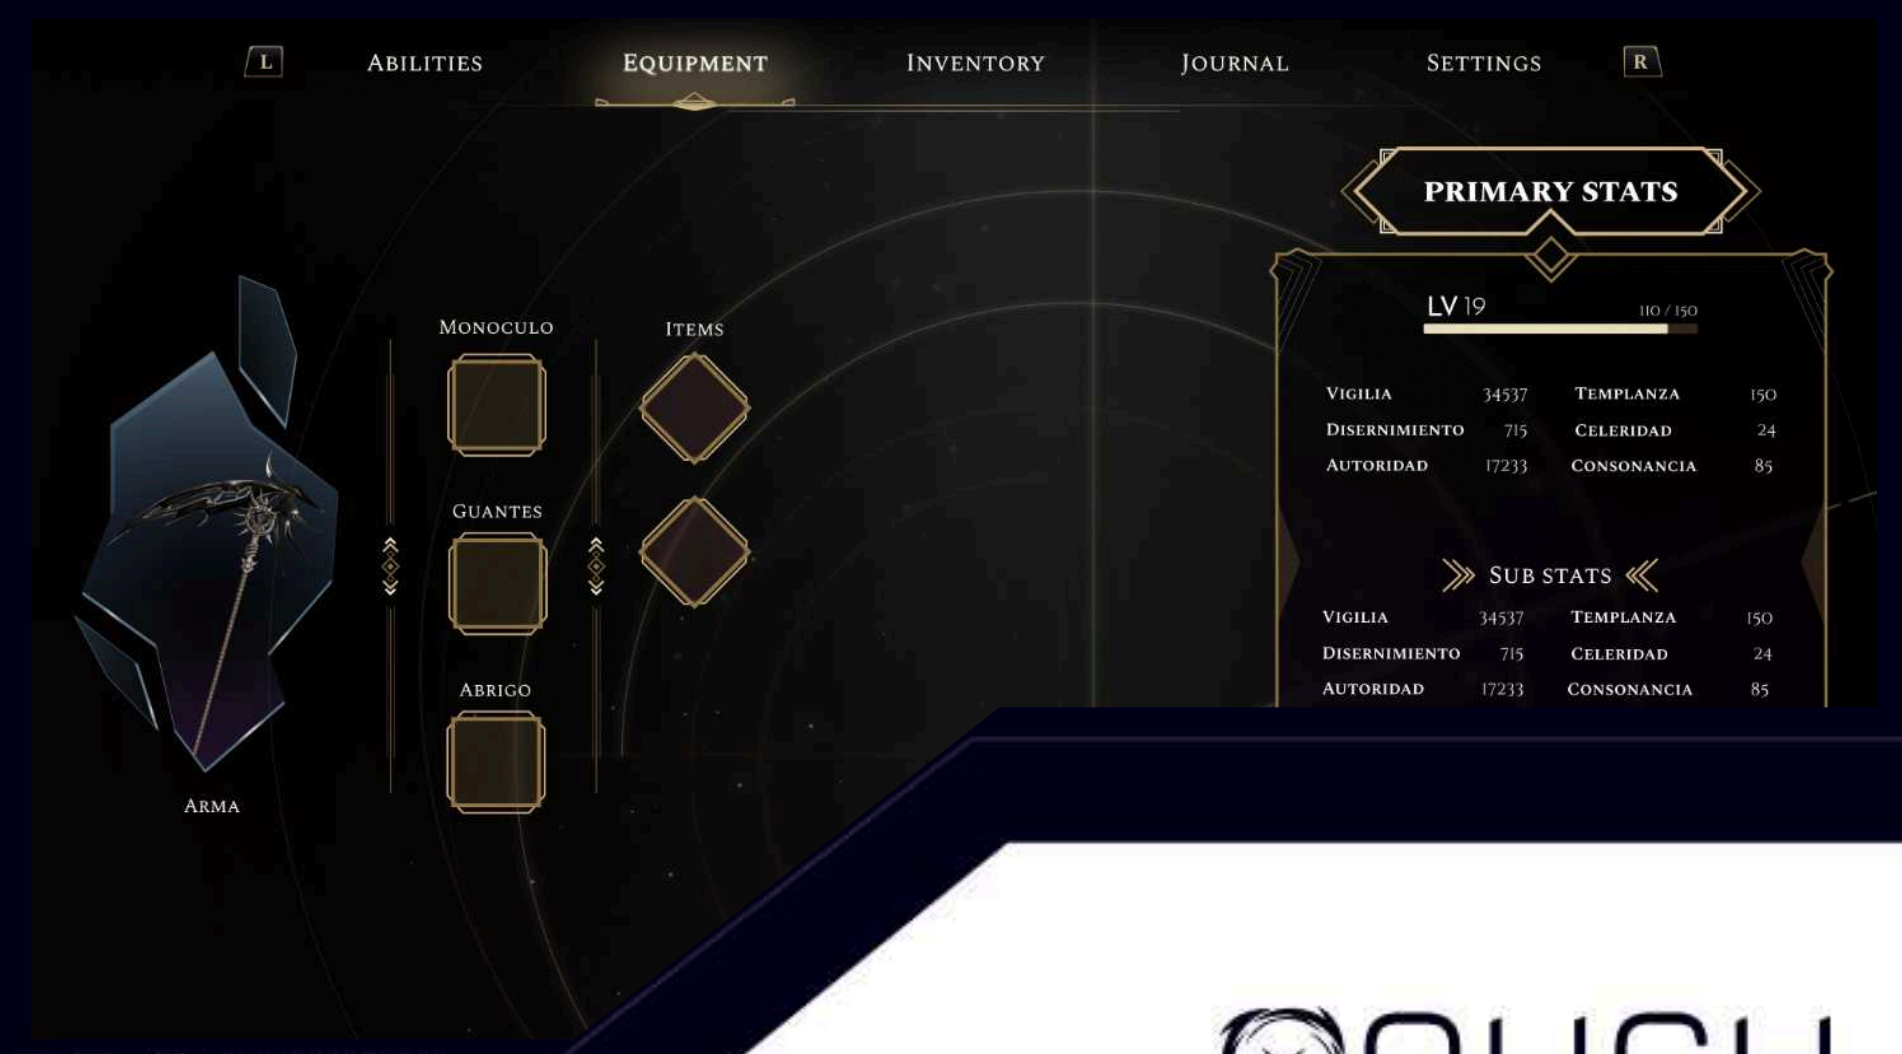 L ABILITIES EQUIPMENT INVENTORY JOURNAL SETTINGS R
PRIMARY STATS
LV 19 110 / 150
MONOCULO ITEMS
VIGILIA 34537 TEMPLANZA 150
DISERNIMIENTO 715 CELERIDAD 24
AUTORIDAD 17233 CONSONANCIA 85
GUANTES
SUB STATS
VIGILIA 34537 TEMPLANZA 150
DISERNIMIENTO 715 CELERIDAD 24
AUTORIDAD 17233 CONSONANCIA 85
ABRIGO
ARMA